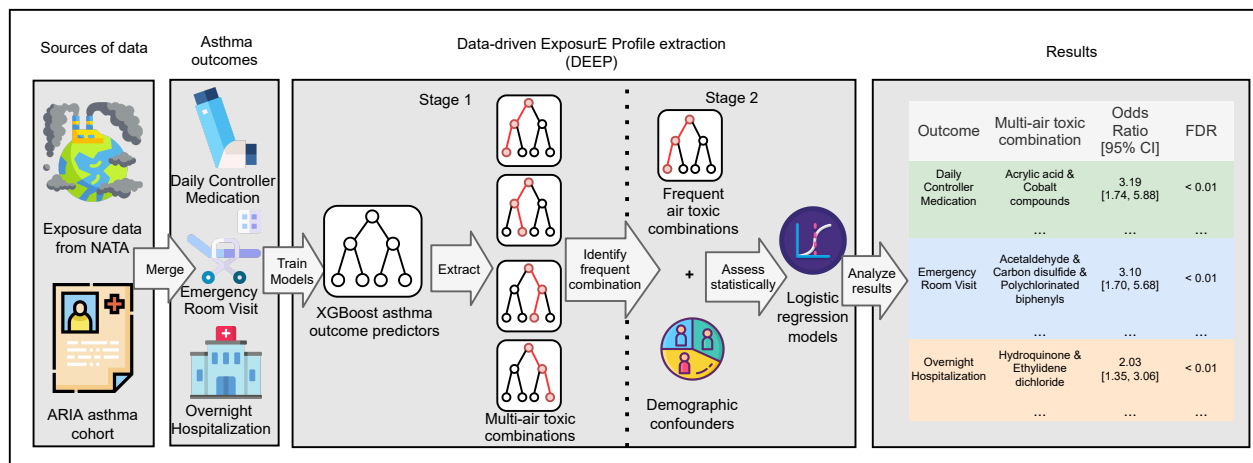 Sources of data
Exposure data
from NATA
ARIA asthma
cohort
Merge
Asthma
outcomes
Daily Controller
Medication
Emergency
Room Visit
Overnight
Hospitalization
Train
Models
Data-driven ExposurE Profile extraction
(DEEP)
Stage 1
XGBoost asthma
outcome predictors
Extract
Multi-air toxic
combinations
Identify
frequent
combination
Stage 2
Frequent
air toxic
combinations
+
Demographic
confounders
Assess
statistically
Logistic
regression
models
Analyze
results
Results
Outcome
Multi-air toxic
combination
Odds
Ratio
[95% CI]
FDR
Daily
Controller
Medication
Acrylic acid &
Cobalt
compounds
3.19
[1.74, 5.88]
< 0.01
...
...
...
Emergency
Room Visit
Acetaldehyde &
Carbon disulfide &
Polychlorinated
biphenyls
3.10
[1.70, 5.68]
< 0.01
...
...
...
Overnight
Hospitalization
Hydroquinone &
Ethylidene
dichloride
2.03
[1.35, 3.06]
< 0.01
...
...
...